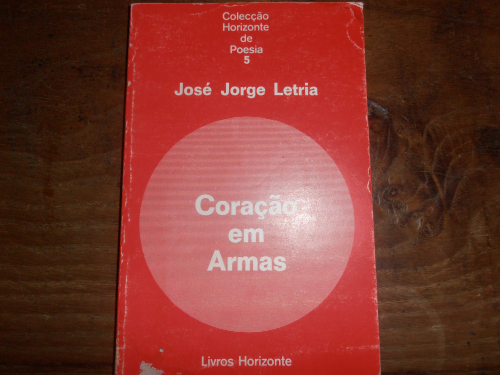 Colecção
Horizonte
de
Poesia
5
José Jorge Letria
Coração
em
Armas
Livros Horizonte